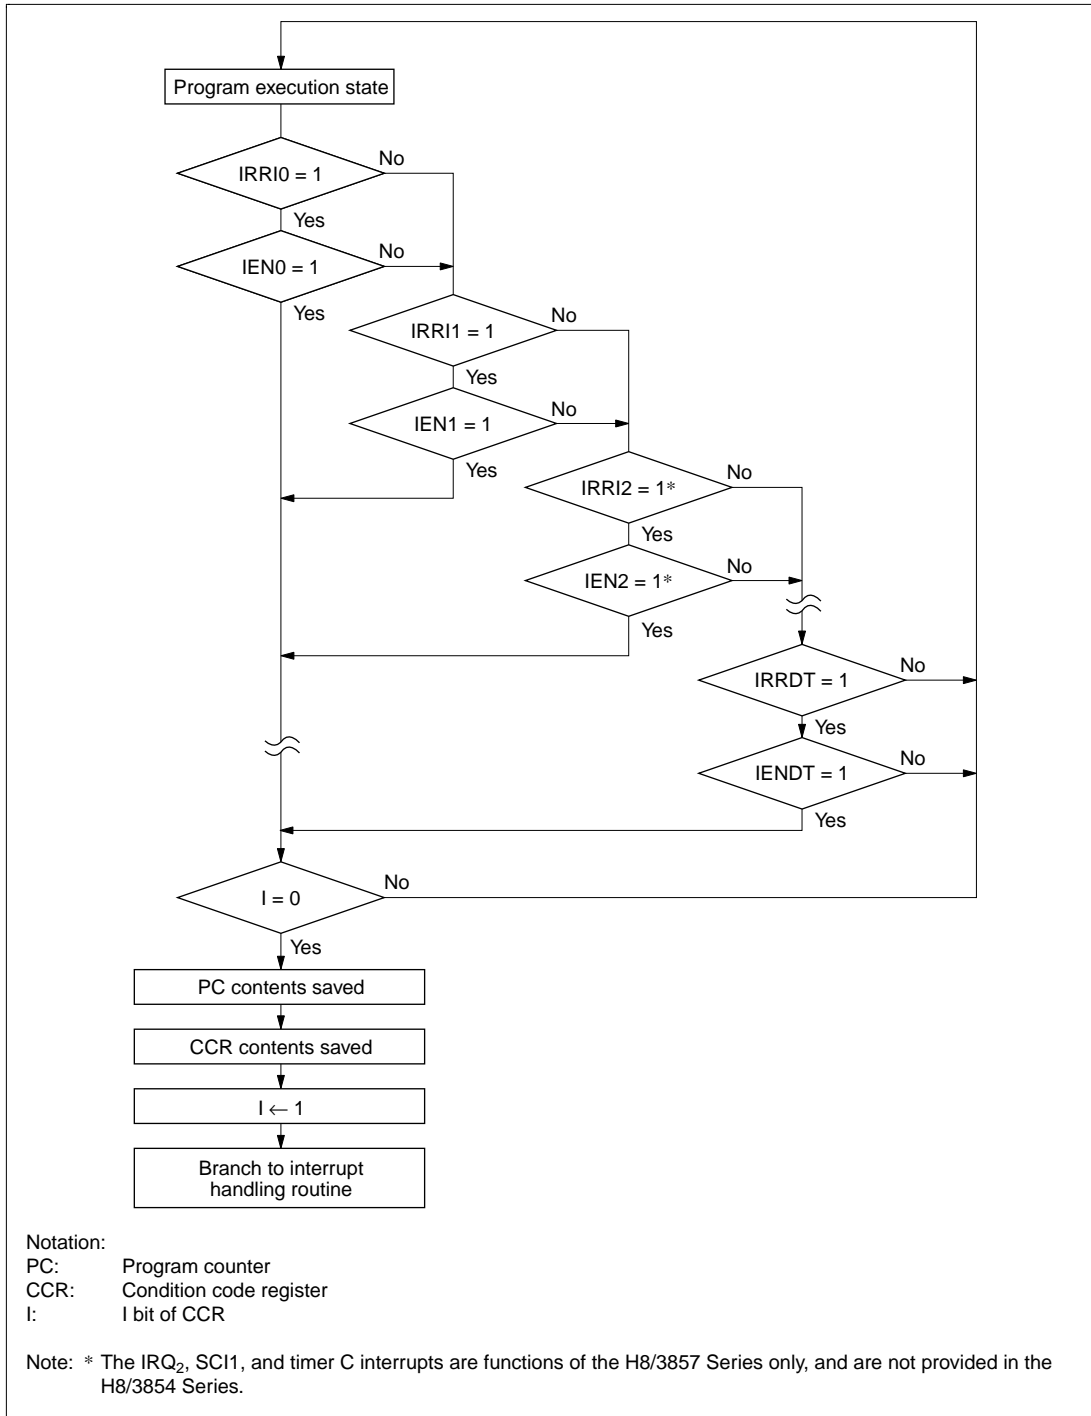 Program execution state
IRRI0 = 1
No
Yes
IEN0 = 1
No
Yes
IRRI1 = 1
No
Yes
IEN1 = 1
No
Yes
IRRI2 = 1*
No
Yes
IEN2 = 1*
No
Yes
IRRDT = 1
No
Yes
IENDT = 1
No
Yes
I = 0
No
Yes
PC contents saved
CCR contents saved
I ← 1
Branch to interrupt
handling routine
Notation:
PC: Program counter
CCR: Condition code register
I: I bit of CCR
Note: * The IRQ₂, SCI1, and timer C interrupts are functions of the H8/3857 Series only, and are not provided in the
H8/3854 Series.